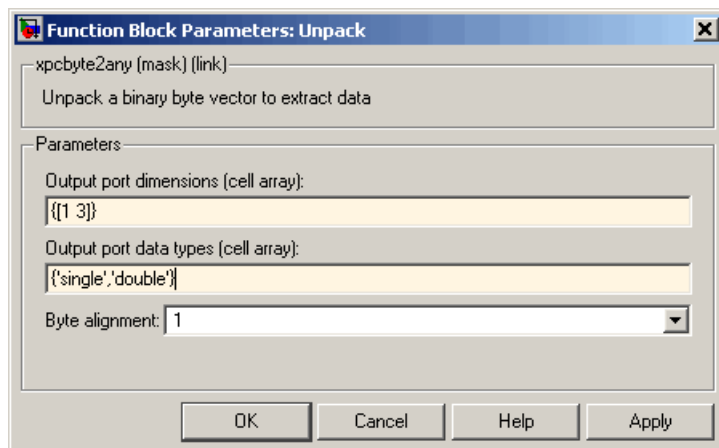 Function Block Parameters: Unpack
xpcbyte2any (mask) (link)
Unpack a binary byte vector to extract data
Parameters
Output port dimensions (cell array):
{[1 3]}
Output port data types (cell array):
{'single','double'}
Byte alignment: 1
OK Cancel Help Apply